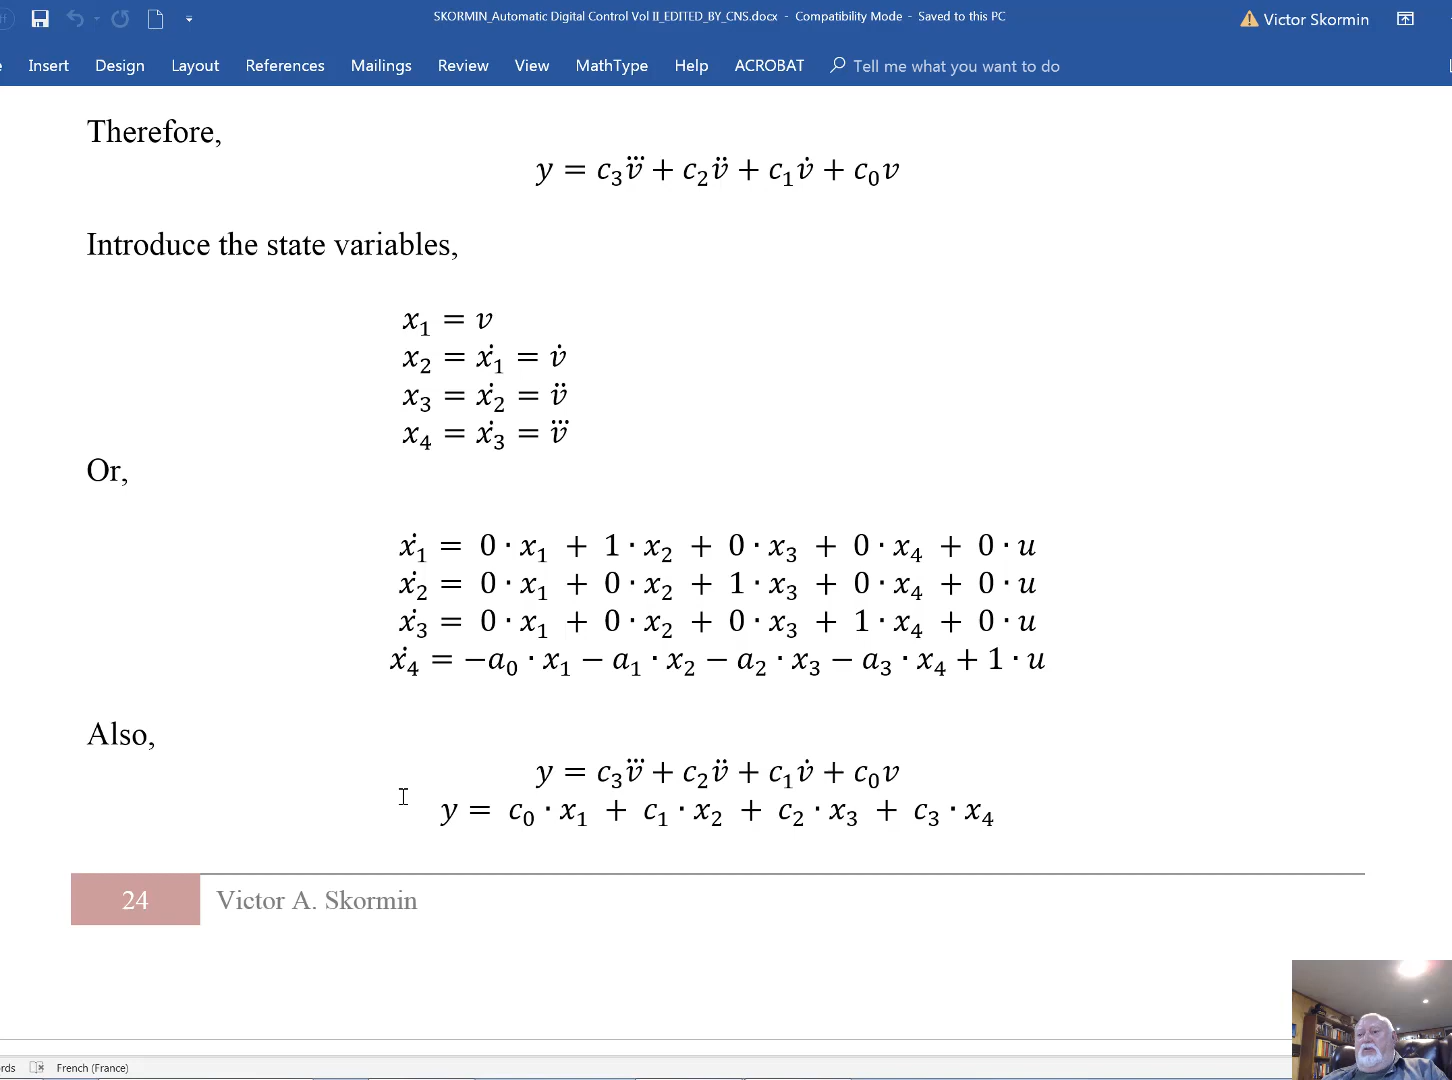 SKORMIN_Automatic Digital Control Vol II_EDITED_BY_CNS.docx - Compatibility Mode - Saved to this PC
Victor Skormin
Insert Design Layout References Mailings Review View MathType Help ACROBAT Tell me what you want to do
Therefore,
y = c₃v⃛ + c₂v̈ + c₁v̇ + c₀v
Introduce the state variables,
x₁ = v
x₂ = ẋ₁ = v̇
x₃ = ẋ₂ = v̈
x₄ = ẋ₃ = v⃛
Or,
ẋ₁ = 0 · x₁ + 1 · x₂ + 0 · x₃ + 0 · x₄ + 0 · u
ẋ₂ = 0 · x₁ + 0 · x₂ + 1 · x₃ + 0 · x₄ + 0 · u
ẋ₃ = 0 · x₁ + 0 · x₂ + 0 · x₃ + 1 · x₄ + 0 · u
ẋ₄ = −a₀ · x₁ − a₁ · x₂ − a₂ · x₃ − a₃ · x₄ + 1 · u
Also,
y = c₃v⃛ + c₂v̈ + c₁v̇ + c₀v
y = c₀ · x₁ + c₁ · x₂ + c₂ · x₃ + c₃ · x₄
24 Victor A. Skormin
French (France)